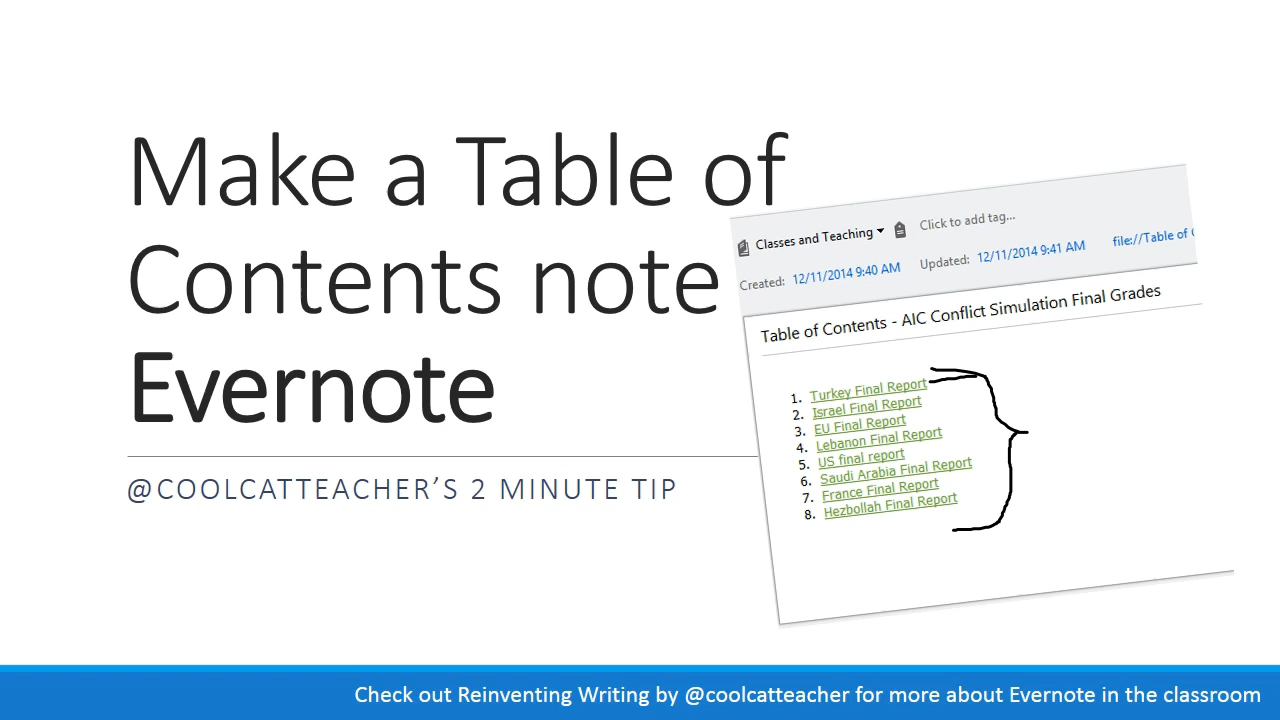 Make a Table of
Contents note
Evernote
@COOLCATTEACHER'S 2 MINUTE TIP
Classes and Teaching Click to add tag...
Created: 12/11/2014 9:40 AM Updated: 12/11/2014 9:41 AM file://Table of
Table of Contents - AIC Conflict Simulation Final Grades
1. Turkey Final Report
2. Israel Final Report
3. EU Final Report
4. Lebanon Final Report
5. US final report
6. Saudi Arabia Final Report
7. France Final Report
8. Hezbollah Final Report
Check out Reinventing Writing by @coolcatteacher for more about Evernote in the classroom